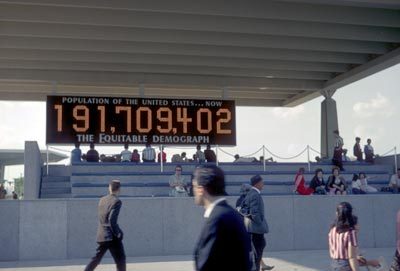 POPULATION OF THE UNITED STATES...NOW
191,709,402
THE EQUITABLE DEMOGRAPH